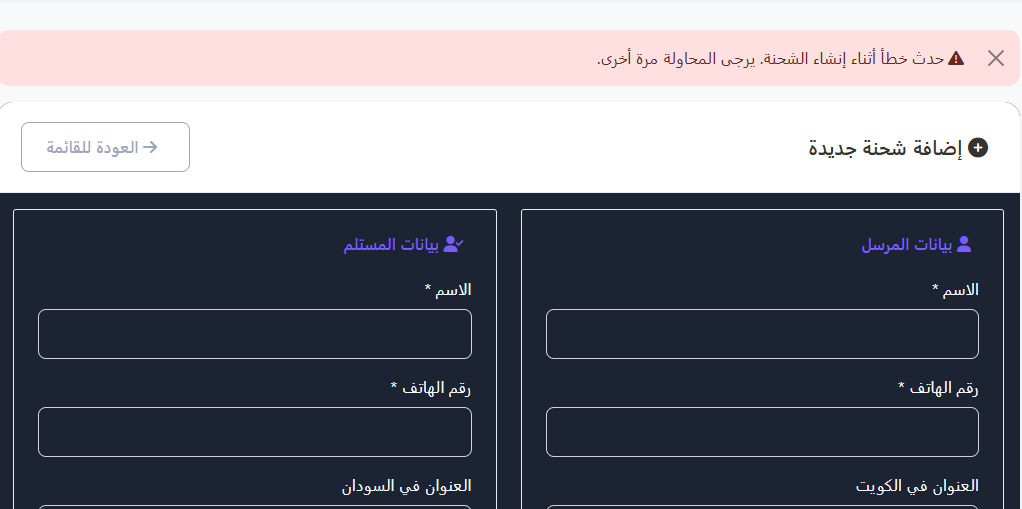 حدث خطأ أثناء إنشاء الشحنة. يرجى المحاولة مرة أخرى.
إضافة شحنة جديدة
العودة للقائمة
بيانات المرسل
الاسم *
رقم الهاتف *
العنوان في الكويت
بيانات المستلم
الاسم *
رقم الهاتف *
العنوان في السودان